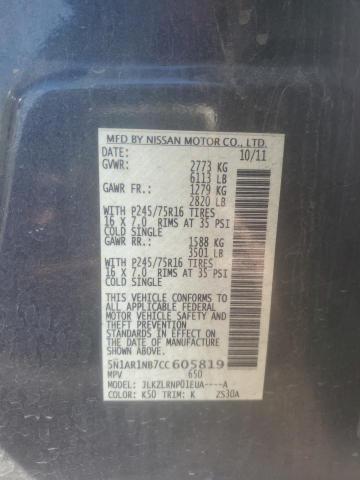 MFD BY NISSAN MOTOR CO., LTD.
DATE: 10/11
GVWR: 2773 KG
6113 LB
GAWR FR: 1279 KG
2820 LB
WITH P245/75R16 TIRES
16 X 7.0 RIMS AT 35 PSI
COLD SINGLE
GAWR RR: 1588 KG
3501 LB
WITH P245/75R16 TIRES
16 X 7.0 RIMS AT 35 PSI
COLD SINGLE
THIS VEHICLE CONFORMS TO
ALL APPLICABLE FEDERAL
MOTOR VEHICLE SAFETY AND
THEFT PREVENTION
STANDARDS IN EFFECT ON
THE DATE OF MANUFACTURE
SHOWN ABOVE.
5N1AR1NB7CC605819
MPV 650
MODEL: JLKZLRNP01EUA----A
COLOR: K50 TRIM: K ZS30A